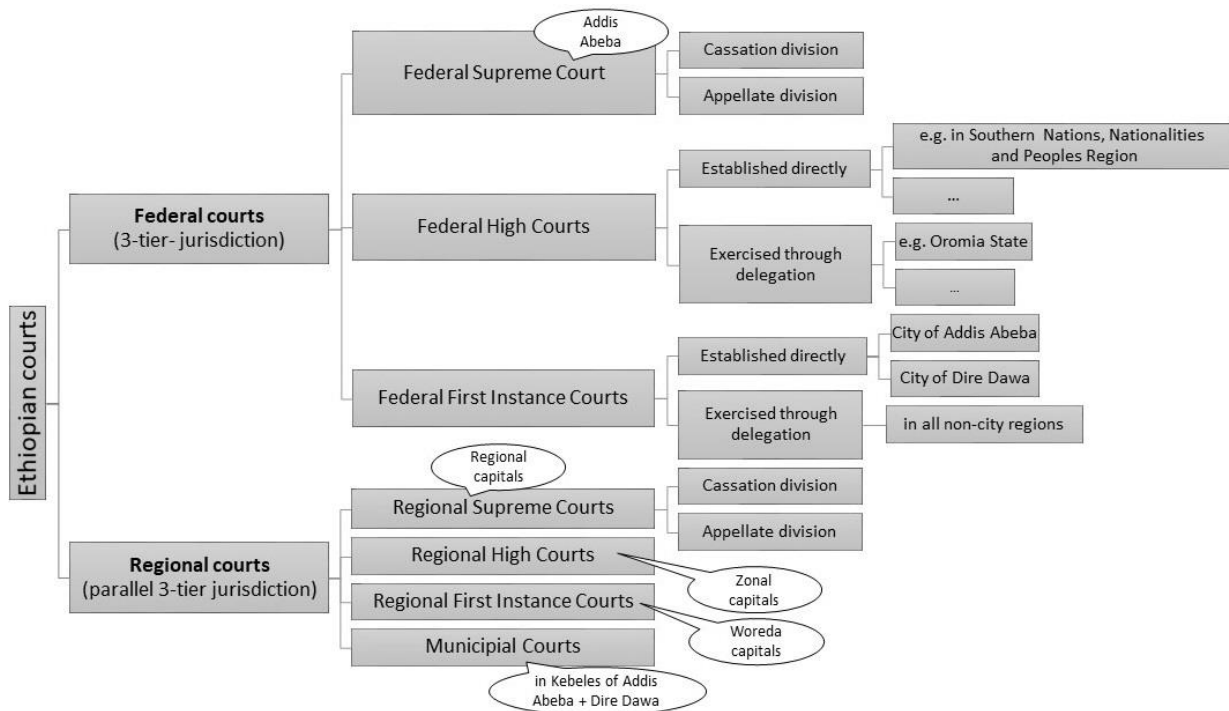 Ethiopian courts
Federal courts
(3-tier- jurisdiction)
Addis
Abeba
Federal Supreme Court
Cassation division
Appellate division
Federal High Courts
Established directly
e.g. in Southern Nations, Nationalities
and Peoples Region
...
Exercised through
delegation
e.g. Oromia State
...
Federal First Instance Courts
Established directly
City of Addis Abeba
City of Dire Dawa
Exercised through
delegation
in all non-city regions
Regional courts
(parallel 3-tier jurisdiction)
Regional
capitals
Regional Supreme Courts
Cassation division
Appellate division
Regional High Courts
Zonal
capitals
Regional First Instance Courts
Woreda
capitals
Municipial Courts
in Kebeles of Addis
Abeba + Dire Dawa